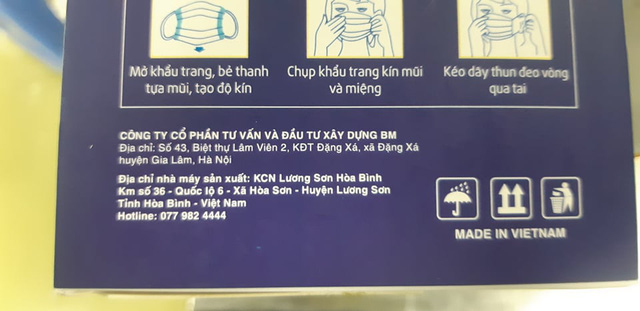 Mở khẩu trang, bẻ thanh
tựa mũi, tạo độ kín
Chụp khẩu trang kín mũi
và miệng
Kéo dây thun đeo vòng
qua tai
CÔNG TY CỔ PHẦN TƯ VẤN VÀ ĐẦU TƯ XÂY DỰNG BM
Địa chỉ: Số 43, Biệt thự Lâm Viên 2, KĐT Đặng Xá, xã Đặng Xá
huyện Gia Lâm, Hà Nội
Địa chỉ nhà máy sản xuất: KCN Lương Sơn Hòa Bình
Km số 36 - Quốc lộ 6 - Xã Hòa Sơn - Huyện Lương Sơn
Tỉnh Hòa Bình - Việt Nam
Hotline: 077 982 4444
MADE IN VIETNAM